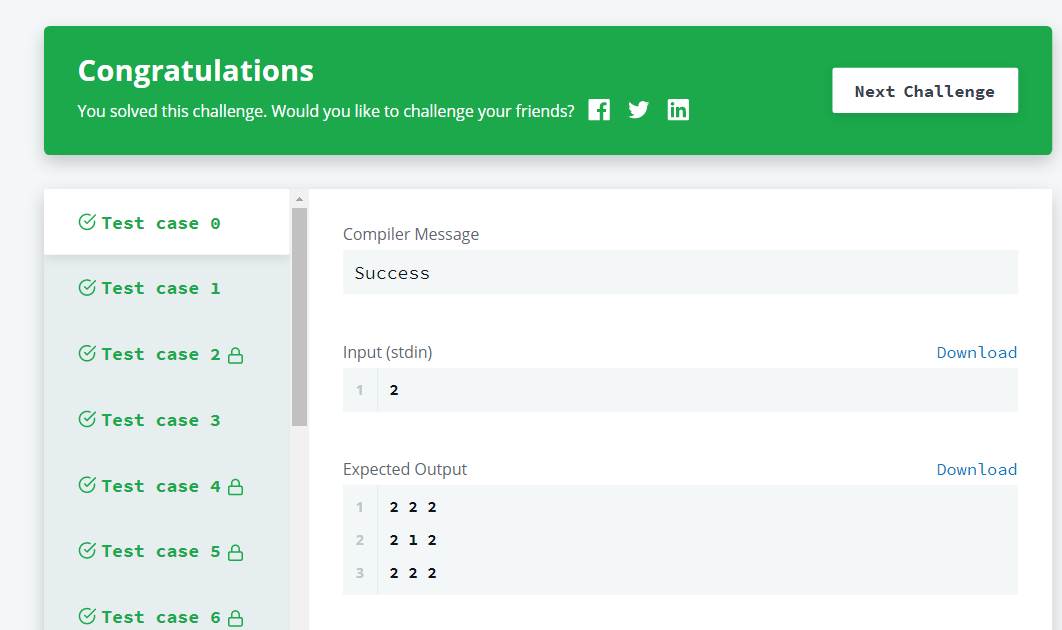 Congratulations
You solved this challenge. Would you like to challenge your friends?
Next Challenge
Test case 0
Test case 1
Test case 2
Test case 3
Test case 4
Test case 5
Test case 6
Compiler Message
Success
Input (stdin) Download
1 2
Expected Output Download
1 2 2 2
2 2 1 2
3 2 2 2